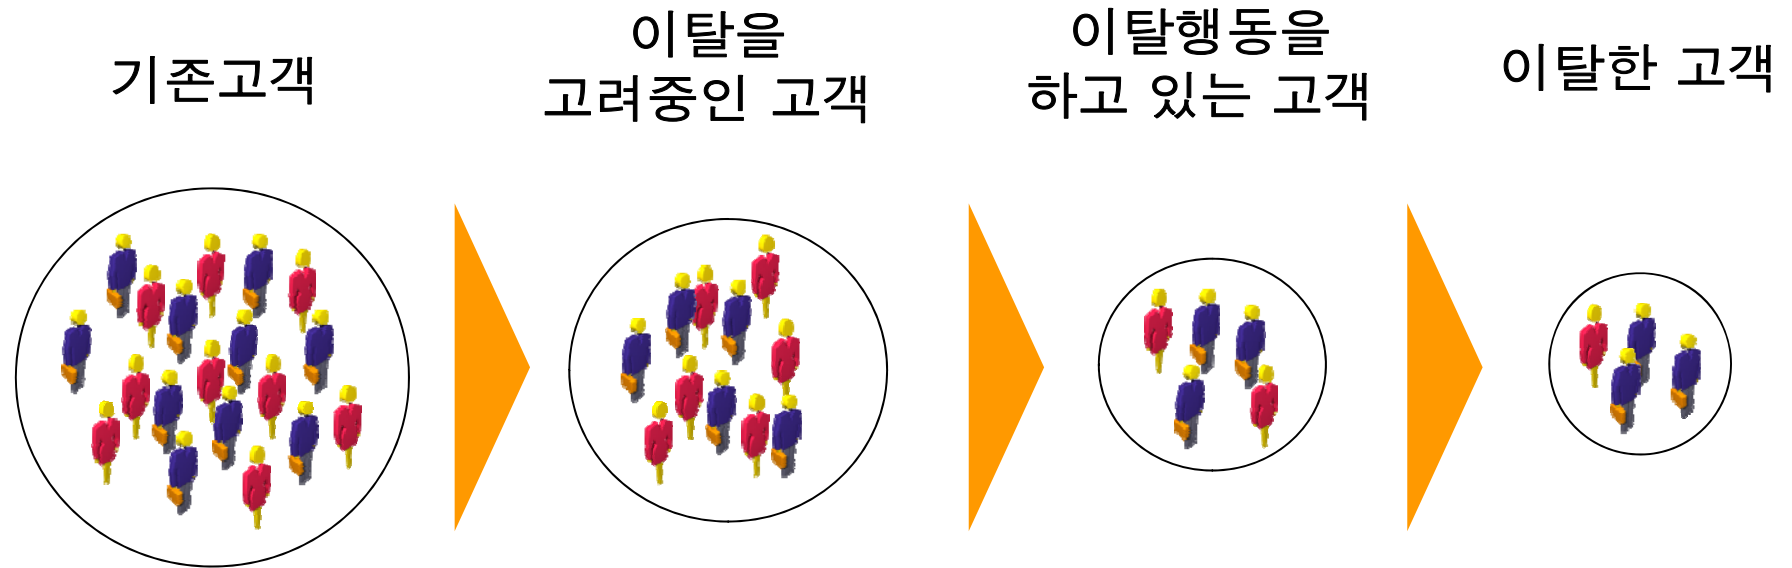 기존고객
이탈을
고려중인 고객
이탈행동을
하고 있는 고객
이탈한 고객